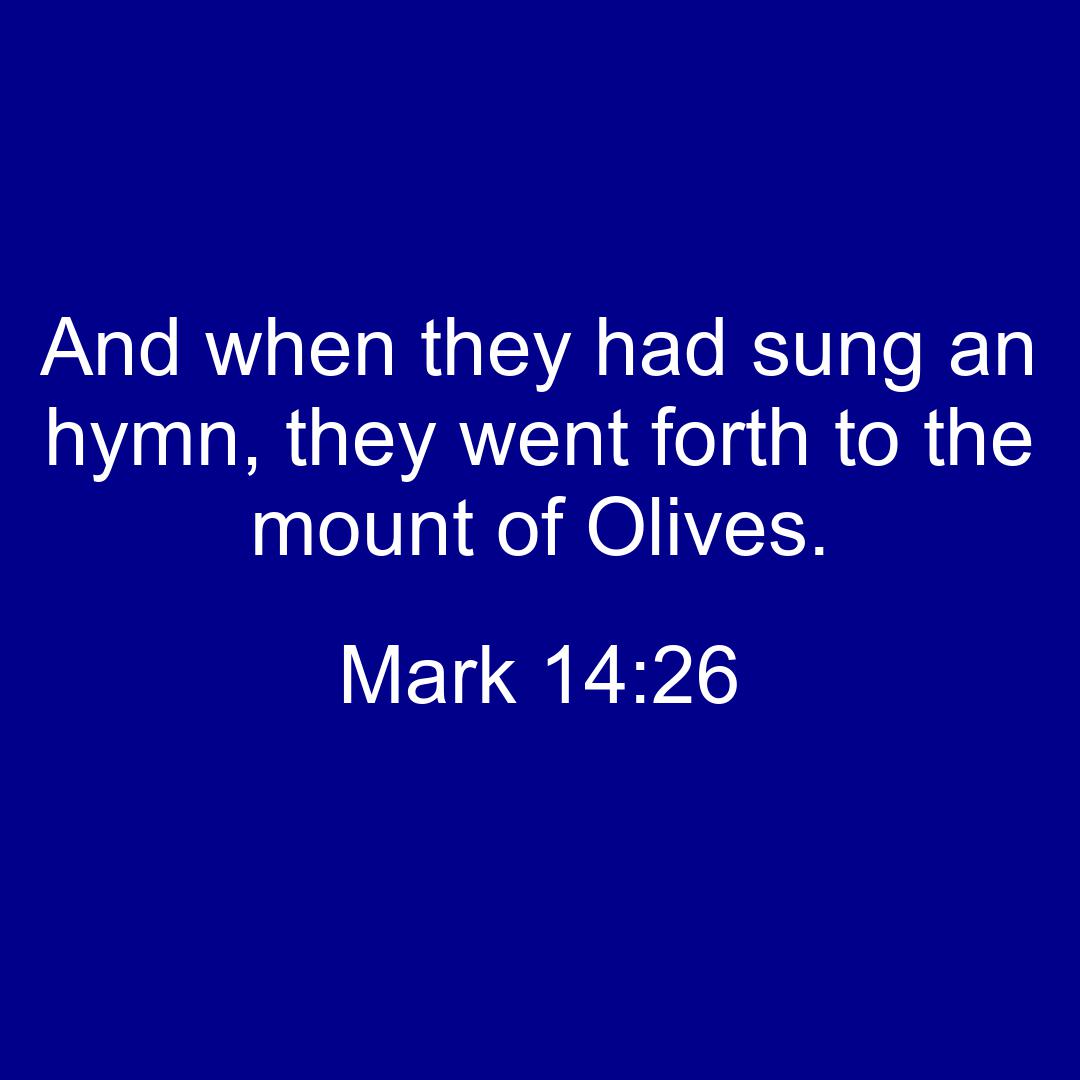 And when they had sung an
hymn, they went forth to the
mount of Olives.
Mark 14:26